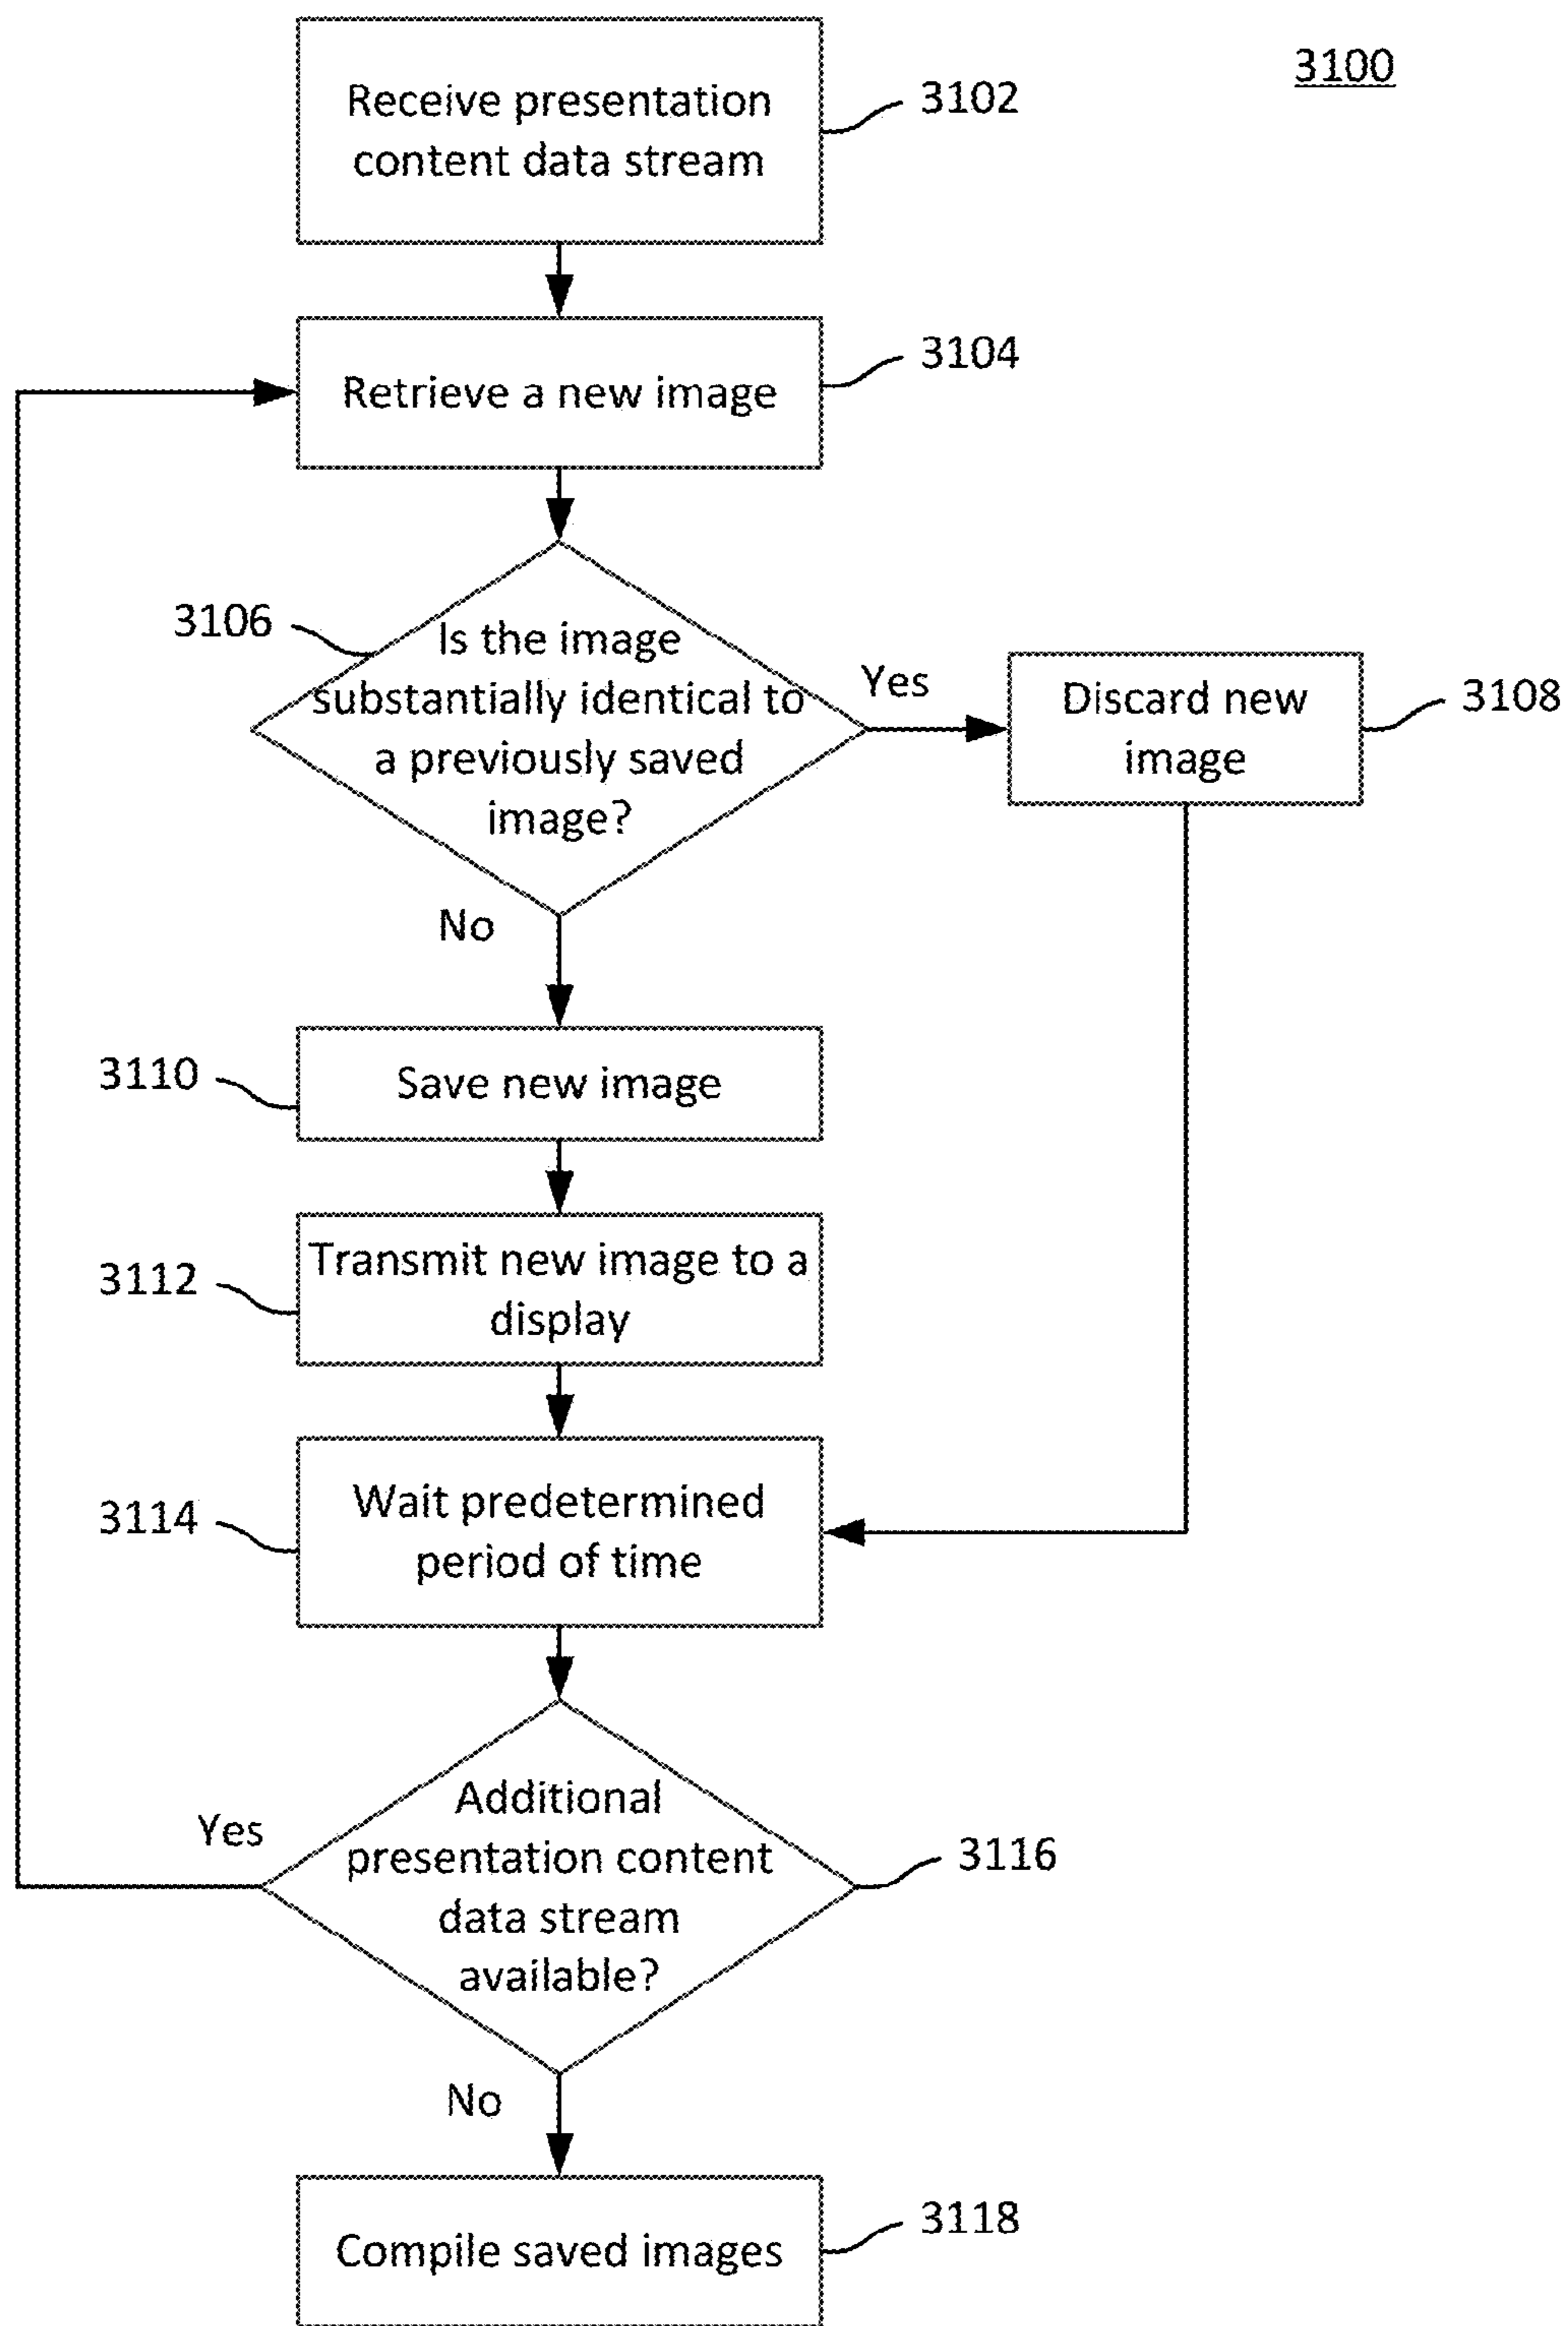 3100
Receive presentation
content data stream
3102
Retrieve a new image
3104
3106
Is the image
substantially identical to
a previously saved
image?
Yes
Discard new
image
3108
No
3110
Save new image
3112
Transmit new image to a
display
3114
Wait predetermined
period of time
Yes
Additional
presentation content
data stream
available?
3116
No
Compile saved images
3118